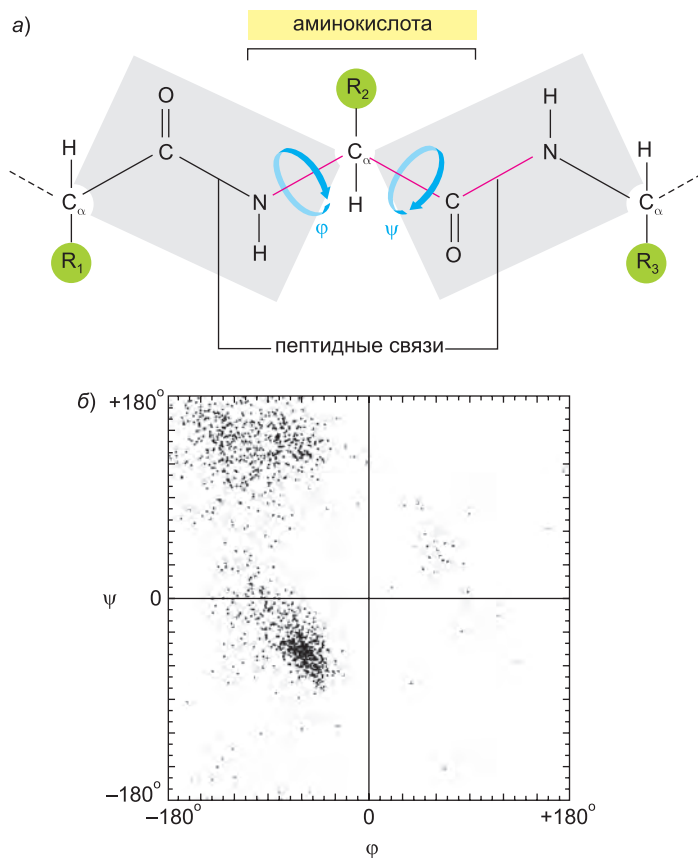 а) аминокислота
R₂
O H
H C Cα N H
Cα N H C Cα
φ ψ
R₁ H O R₃
пептидные связи
б) +180°
ψ 0
–180°
–180° 0 +180°
φ